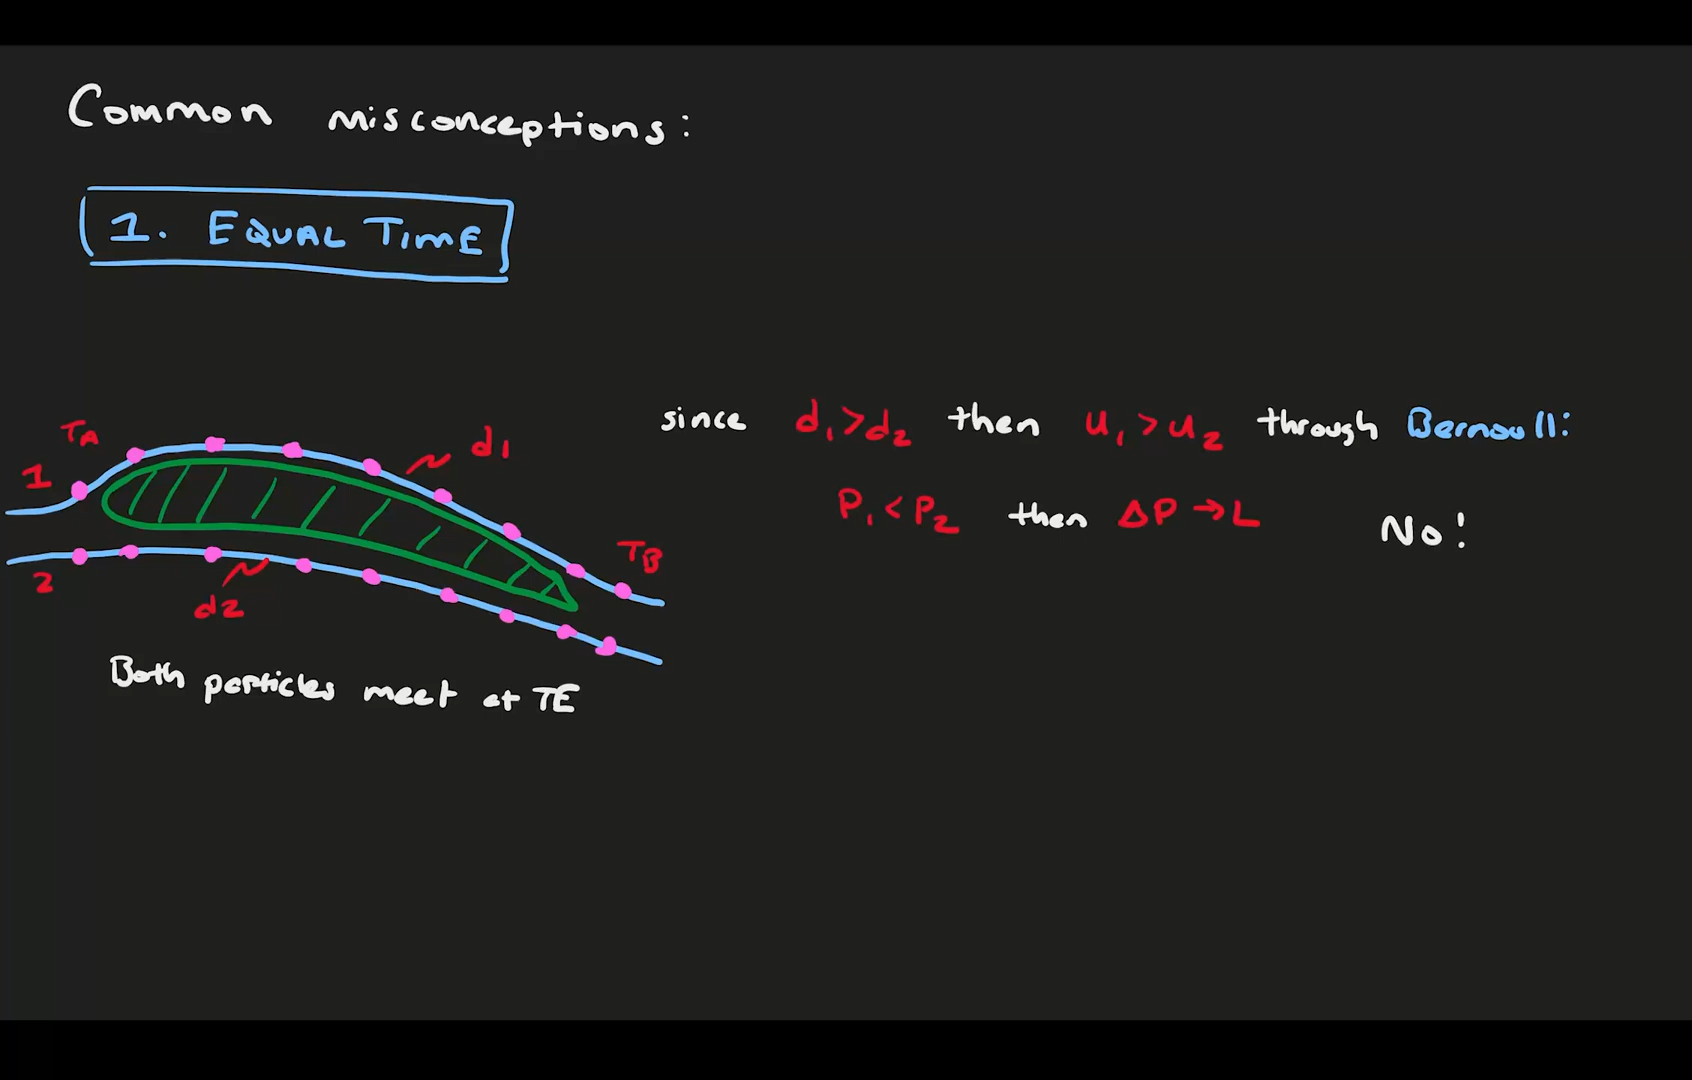 Common misconceptions:
1. EQUAL TIME
since d₁>d₂ then u₁>u₂ through Bernoulli:
P₁<P₂ then ΔP→L No!
TA
1
d1
TB
2
d2
Both particles meet at TE